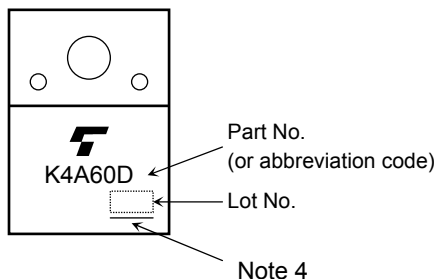 K4A60D
Part No.
(or abbreviation code)
Lot No.
Note 4